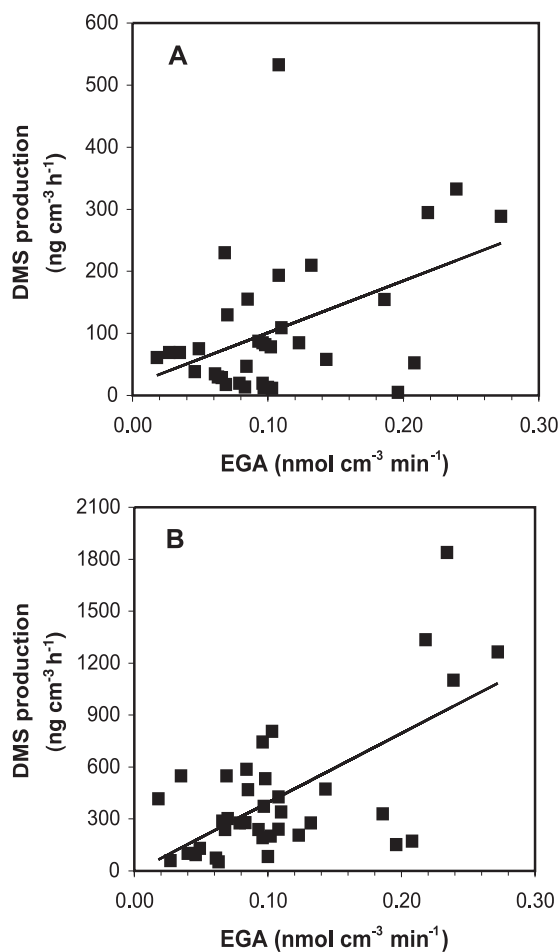 A
600
500
400
300
200
100
0
DMS production
(ng cm⁻³ h⁻¹)
0.00 0.10 0.20 0.30
EGA (nmol cm⁻³ min⁻¹)
B
2100
1800
1500
1200
900
600
300
0
DMS production
(ng cm⁻³ h⁻¹)
0.00 0.10 0.20 0.30
EGA (nmol cm⁻³ min⁻¹)